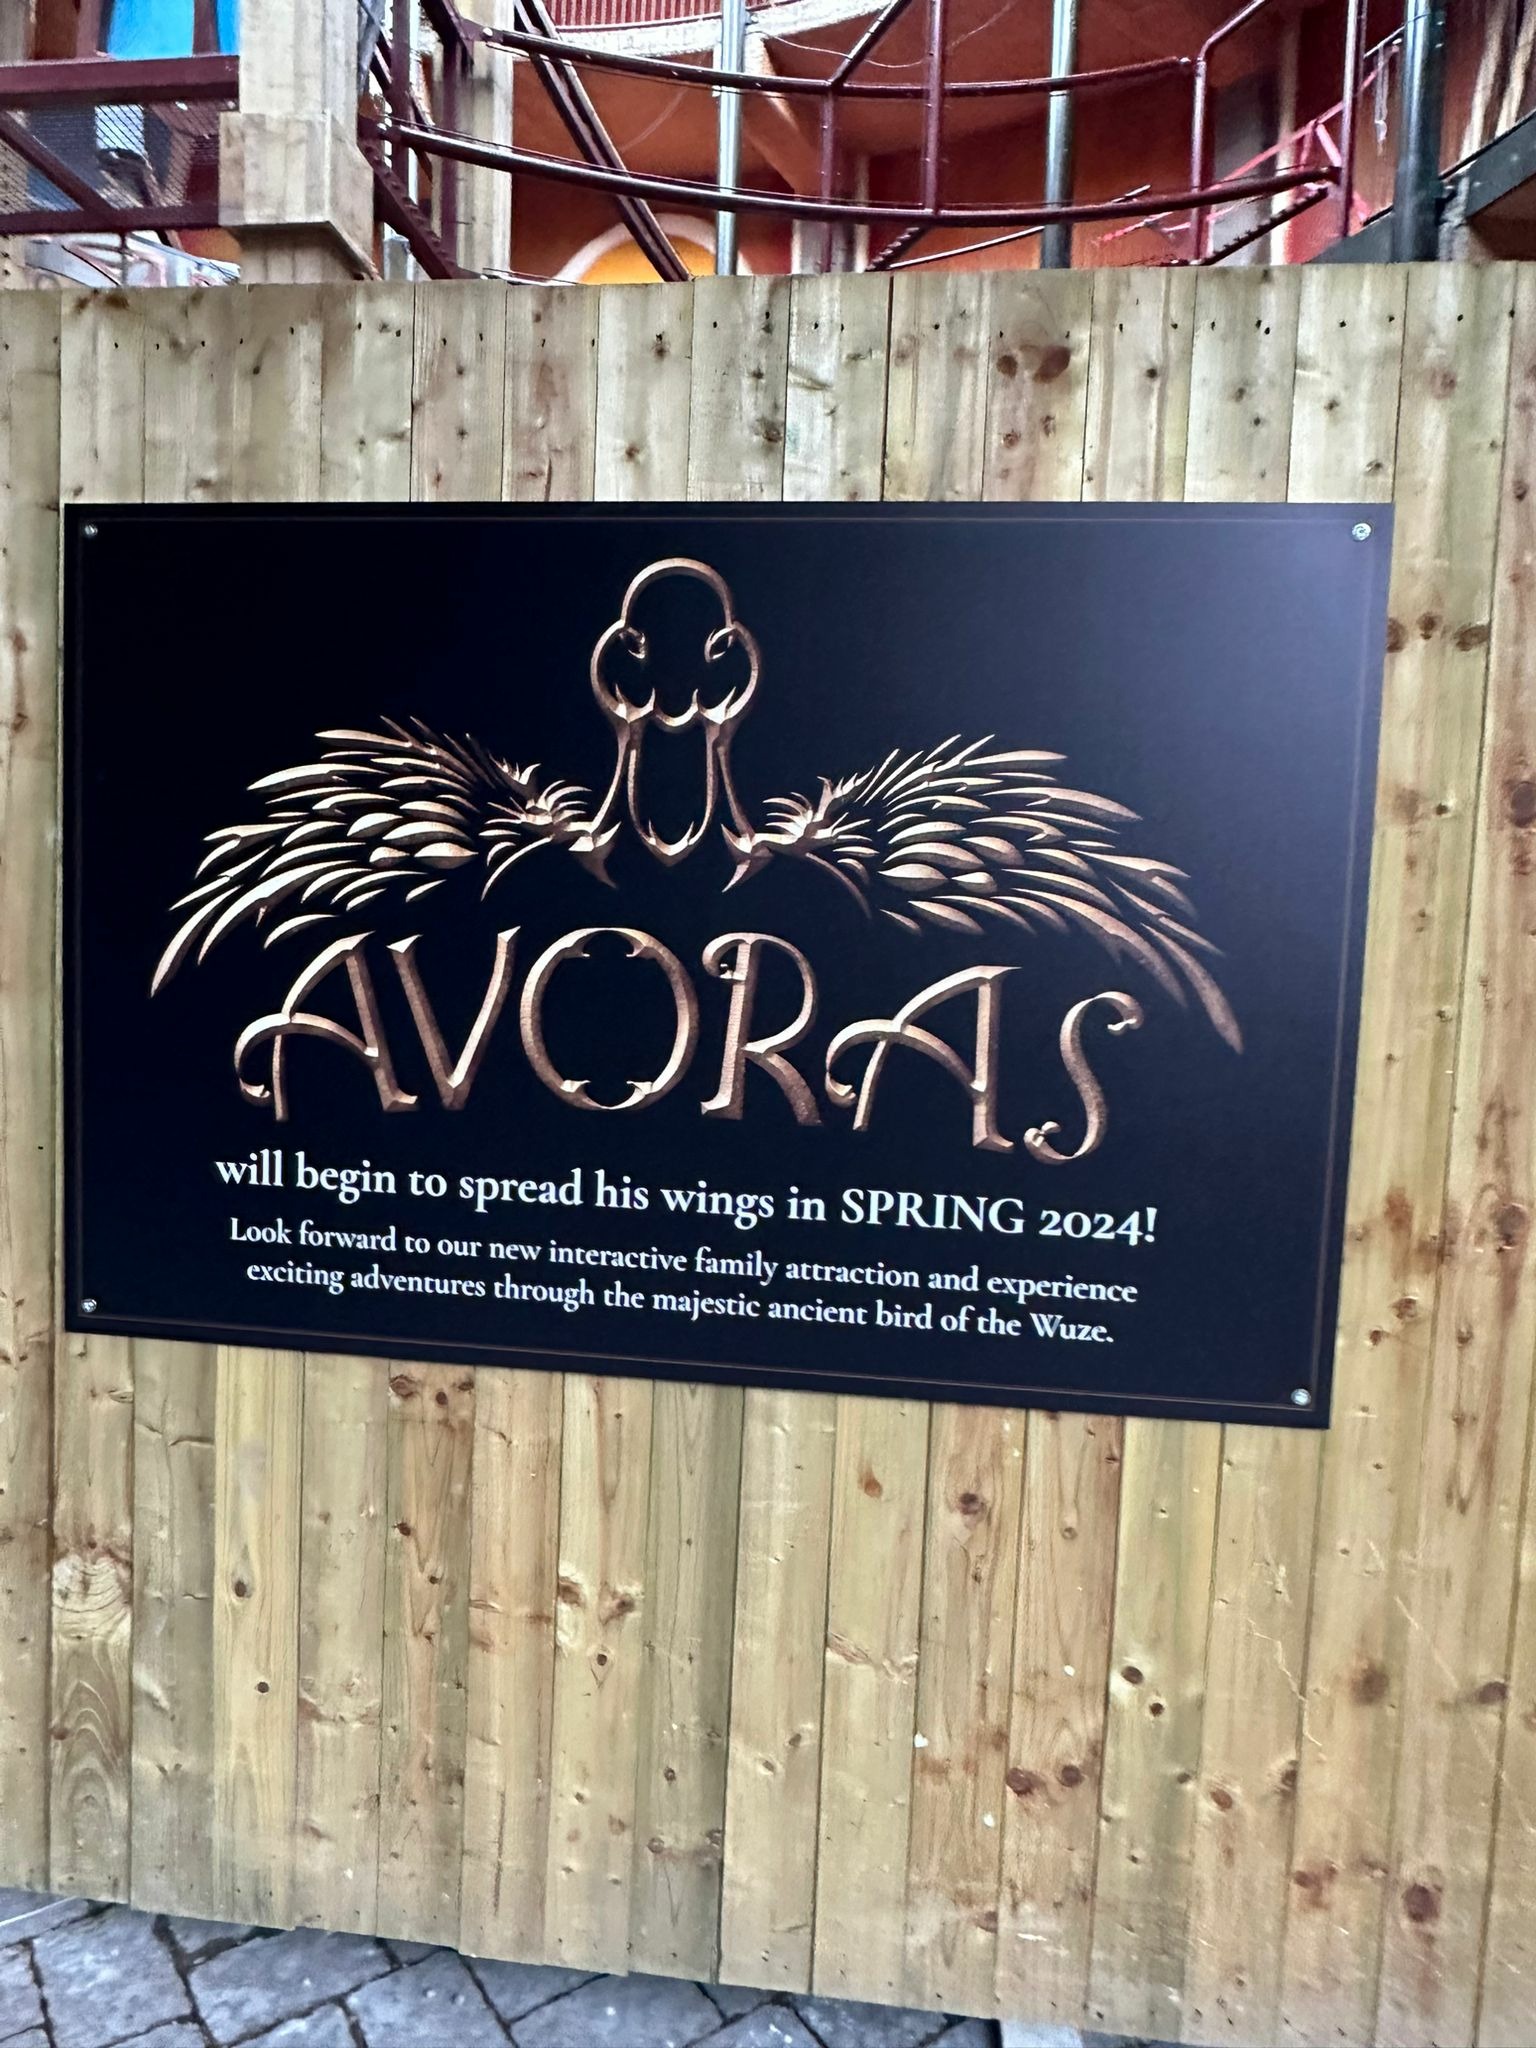 AVORAS
will begin to spread his wings in SPRING 2024!
Look forward to our new interactive family attraction and experience
exciting adventures through the majestic ancient bird of the Wuze.